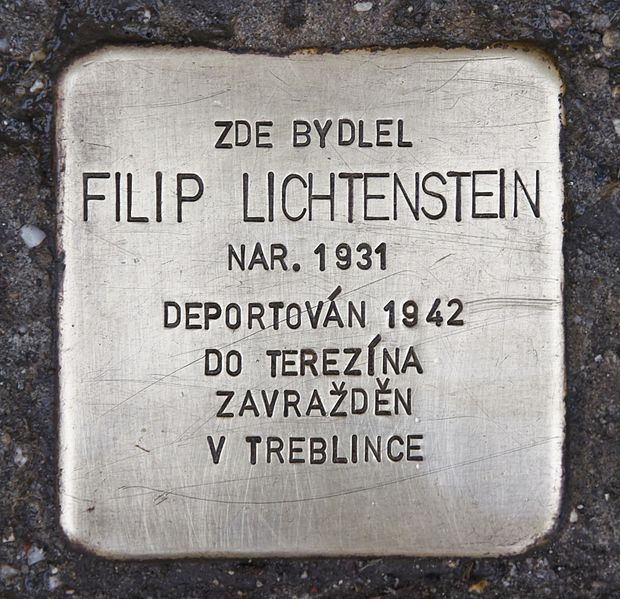 ZDE BYDLEL
FILIP LICHTENSTEIN
NAR. 1931
DEPORTOVÁN 1942
DO TEREZÍNA
ZAVRAŽDĚN
V TREBLINCE